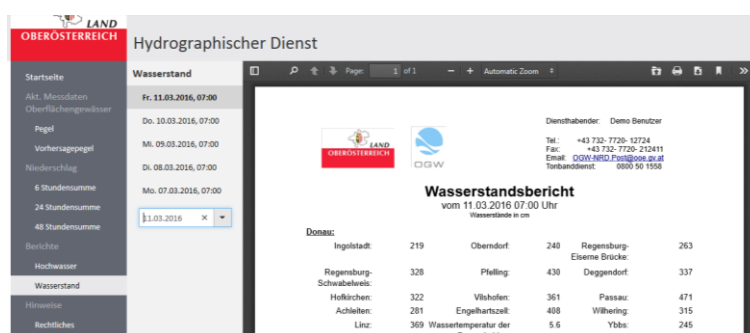 LAND
OBERÖSTERREICH
Hydrographischer Dienst
Startseite
Akt. Messdaten
Oberflächengewässer
Pegel
Vorhersagepegel
Niederschlag
6 Stundensumme
24 Stundensumme
48 Stundensumme
Berichte
Hochwasser
Wasserstand
Hinweise
Rechtliches
Wasserstand
Fr. 11.03.2016, 07:00
Do. 10.03.2016, 07:00
Mi. 09.03.2016, 07:00
Di. 08.03.2016, 07:00
Mo. 07.03.2016, 07:00
11.03.2016
Page: 1 of 1 Automatic Zoom
LAND
OBERÖSTERREICH
OGW
Diensthabender: Demo Benutzer
Tel.: +43 732- 7720- 12724
Fax: +43 732- 7720- 212411
Email: OGW-NRD.Post@ooe.gv.at
Tonbanddienst: 0800 50 1558
Wasserstandsbericht
vom 11.03.2016 07:00 Uhr
Wasserstände in cm
Donau:
Ingolstadt: 219 Oberndorf: 240 Regensburg- 263
Eiserne Brücke:
Regensburg- 328 Pfelling: 430 Deggendorf: 337
Schwabelweis:
Hofkirchen: 322 Vilshofen: 361 Passau: 471
Achleiten: 281 Engelhartszell: 408 Wilhering: 315
Linz: 369 Wassertemperatur der 5.6 Ybbs: 245